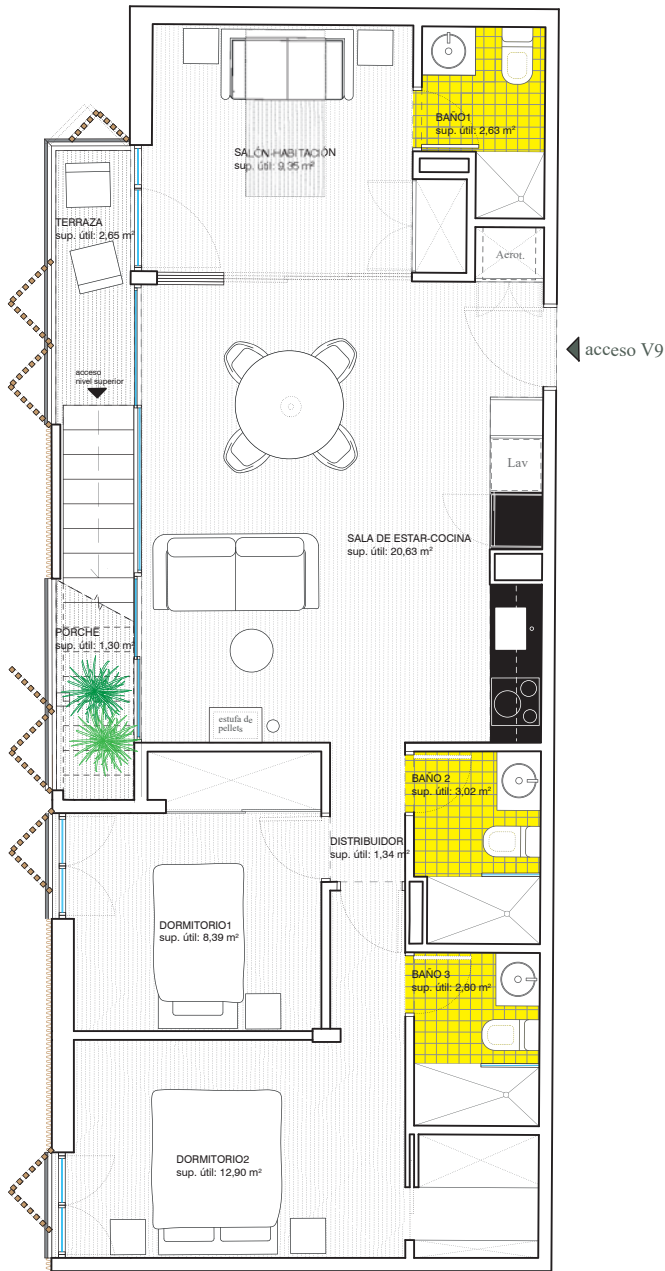 BAÑO1
sup. útil: 2,63 m²
SALÓN-HABITACIÓN
sup. útil: 9,35 m²
TERRAZA
sup. útil: 2,65 m²
Aerot.
acceso V9
acceso
nivel superior
Lav
SALA DE ESTAR-COCINA
sup. útil: 20,63 m²
PORCHE
sup. útil: 1,30 m²
estufa de
pellets
BAÑO 2
sup. útil: 3,02 m²
DISTRIBUIDOR
sup. útil: 1,34 m²
DORMITORIO1
sup. útil: 8,39 m²
BAÑO 3
sup. útil: 2,80 m²
DORMITORIO2
sup. útil: 12,90 m²